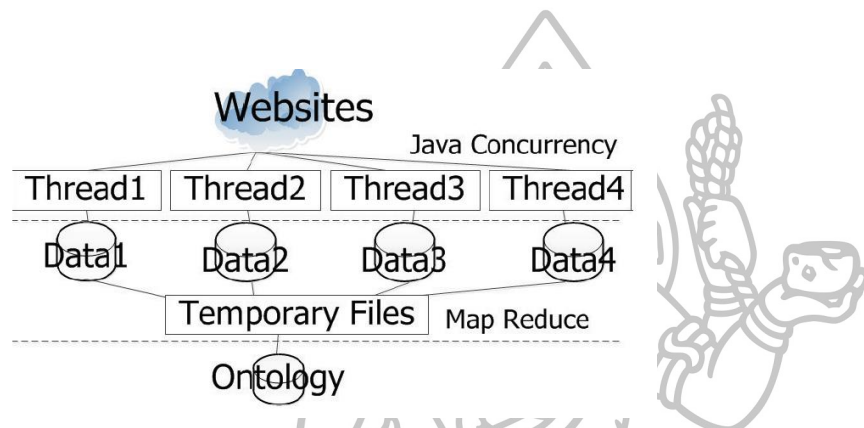 Websites
Java Concurrency
Thread1 Thread2 Thread3 Thread4
Data1 Data2 Data3 Data4
Temporary Files Map Reduce
Ontology